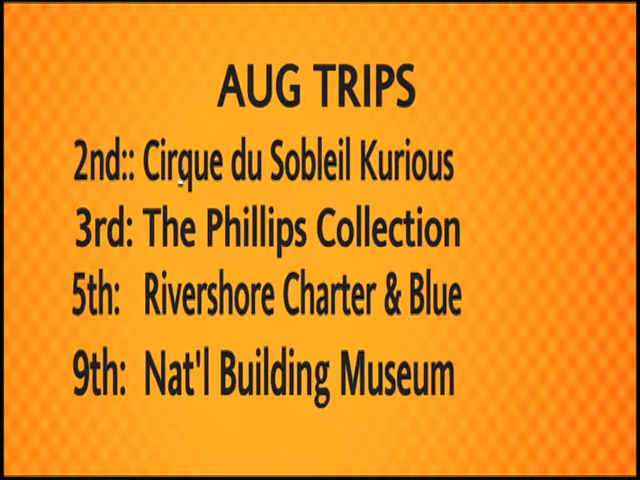 AUG TRIPS
2nd:: Cirque du Sobleil Kurious
3rd: The Phillips Collection
5th: Rivershore Charter & Blue
9th: Nat'l Building Museum